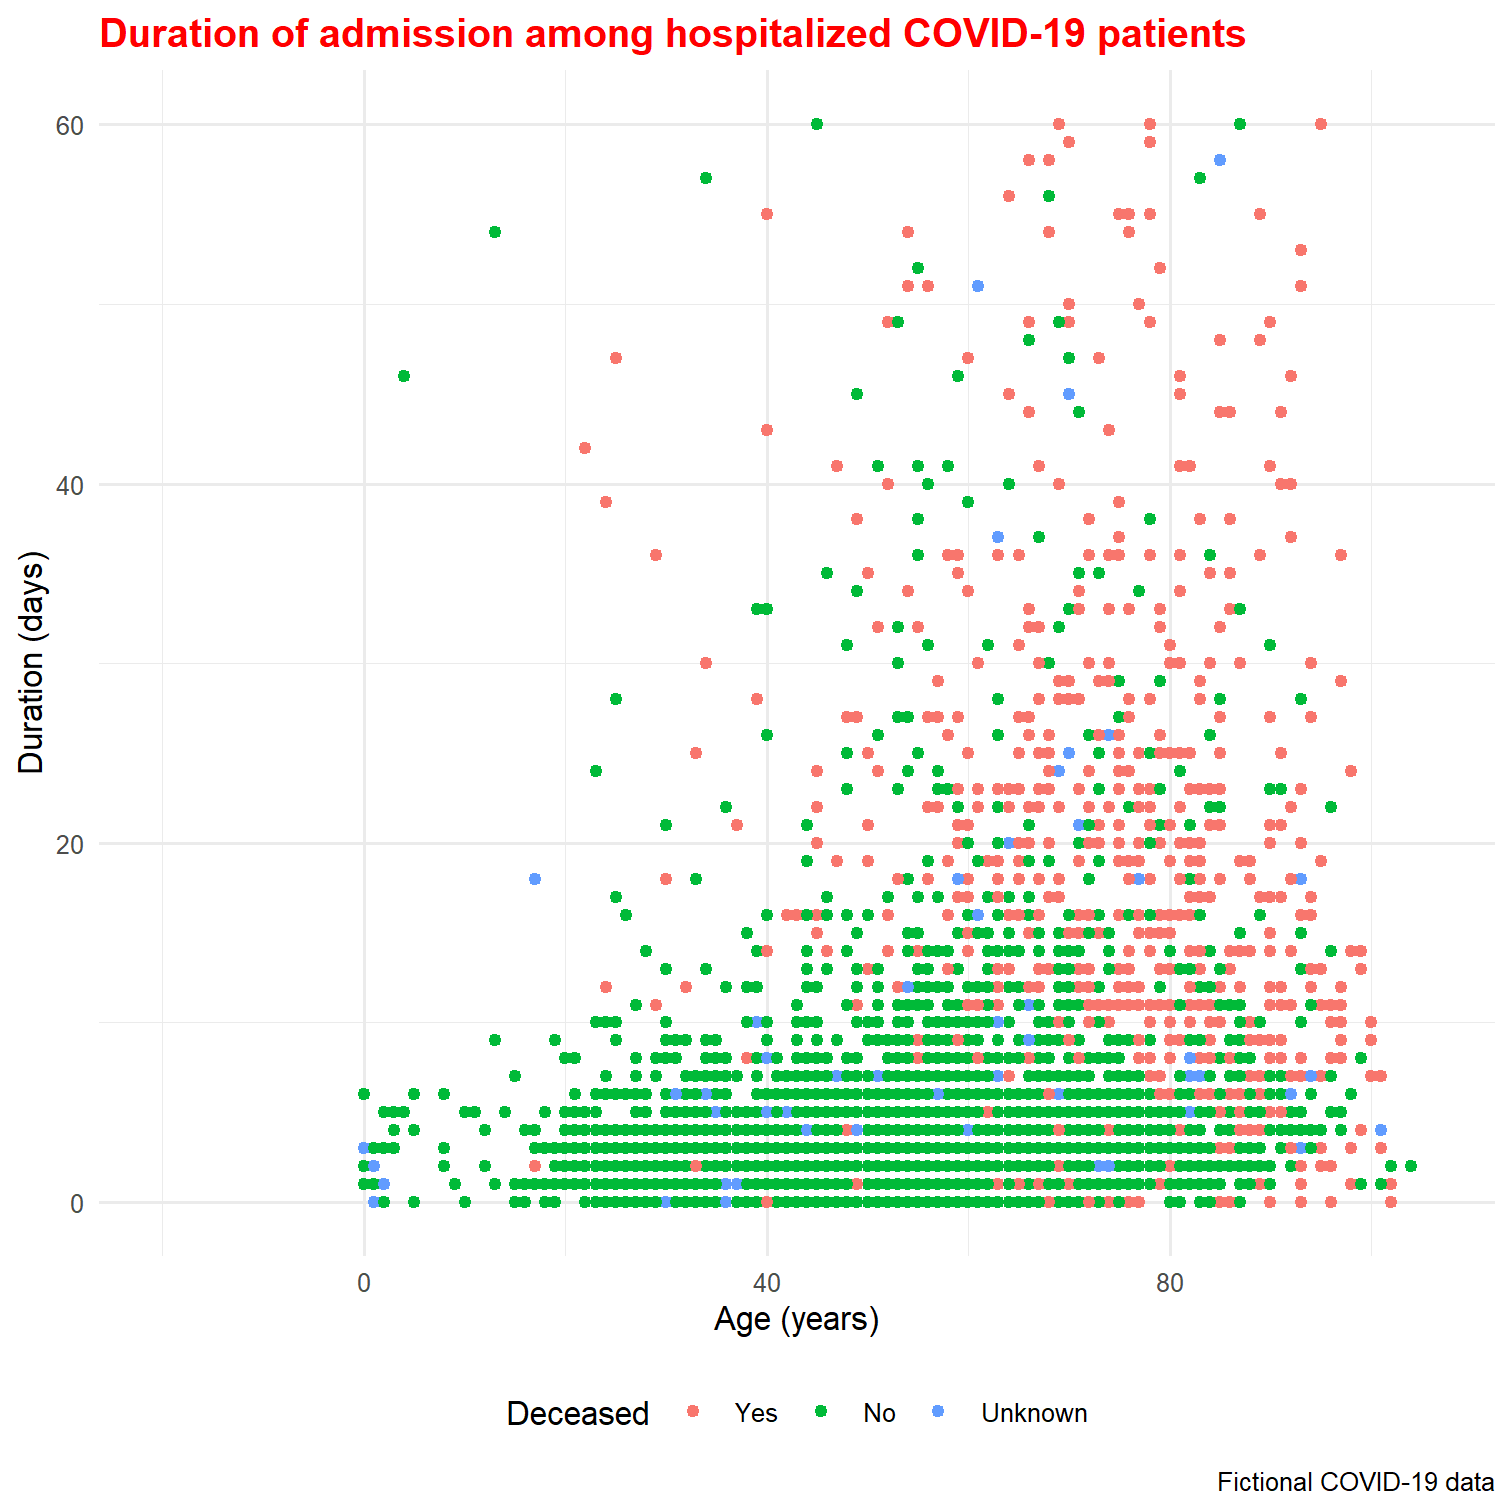 Duration of admission among hospitalized COVID-19 patients
60
40
20
0
Duration (days)
0 40 80
Age (years)
Deceased Yes No Unknown
Fictional COVID-19 data